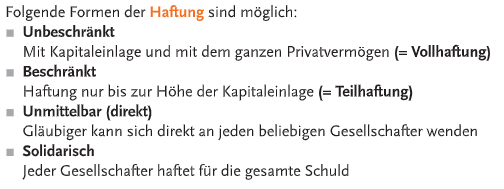 Folgende Formen der Haftung sind möglich:
■ Unbeschränkt
Mit Kapitaleinlage und mit dem ganzen Privatvermögen (= Vollhaftung)
■ Beschränkt
Haftung nur bis zur Höhe der Kapitaleinlage (= Teilhaftung)
■ Unmittelbar (direkt)
Gläubiger kann sich direkt an jeden beliebigen Gesellschafter wenden
■ Solidarisch
Jeder Gesellschafter haftet für die gesamte Schuld